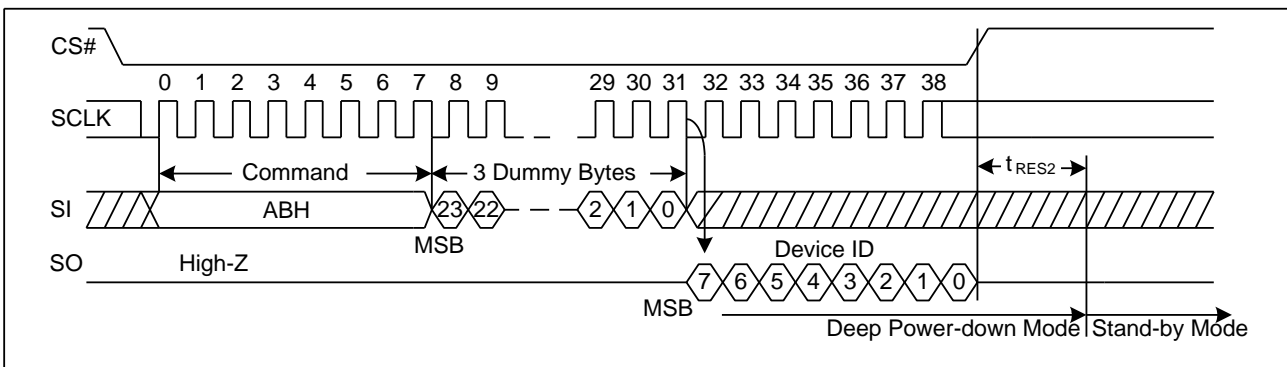 CS#
0 1 2 3 4 5 6 7 8 9 29 30 31 32 33 34 35 36 37 38
SCLK
Command 3 Dummy Bytes tRES2
SI ABH 23 22 2 1 0
MSB
SO High-Z Device ID
7 6 5 4 3 2 1 0
MSB
Deep Power-down Mode Stand-by Mode